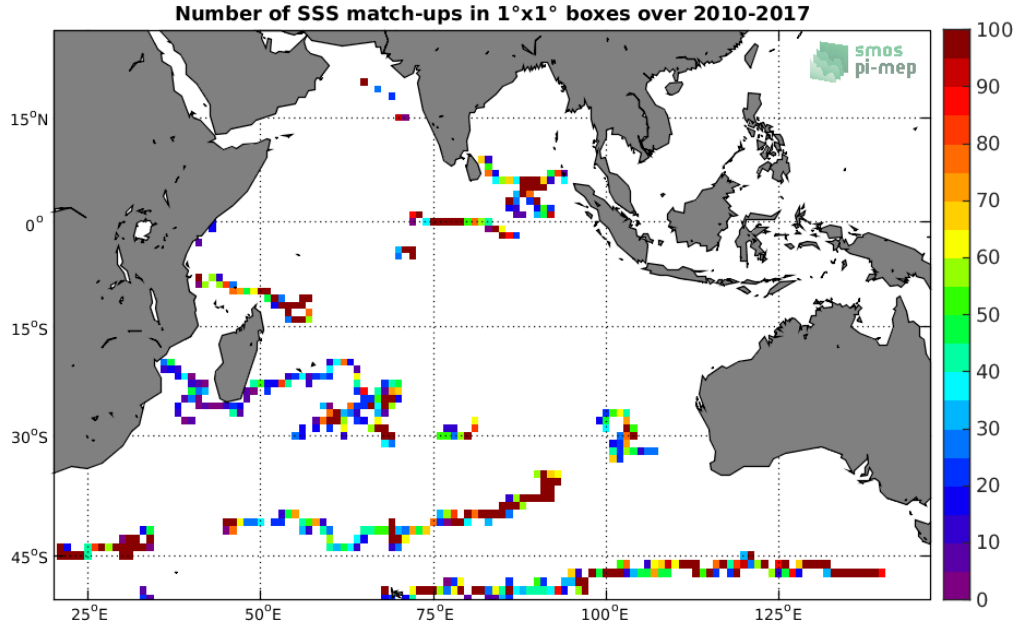 Number of SSS match-ups in 1°x1° boxes over 2010-2017
smos
pi-mep
15°N
0°
15°S
30°S
45°S
25°E
50°E
75°E
100°E
125°E
100
90
80
70
60
50
40
30
20
10
0